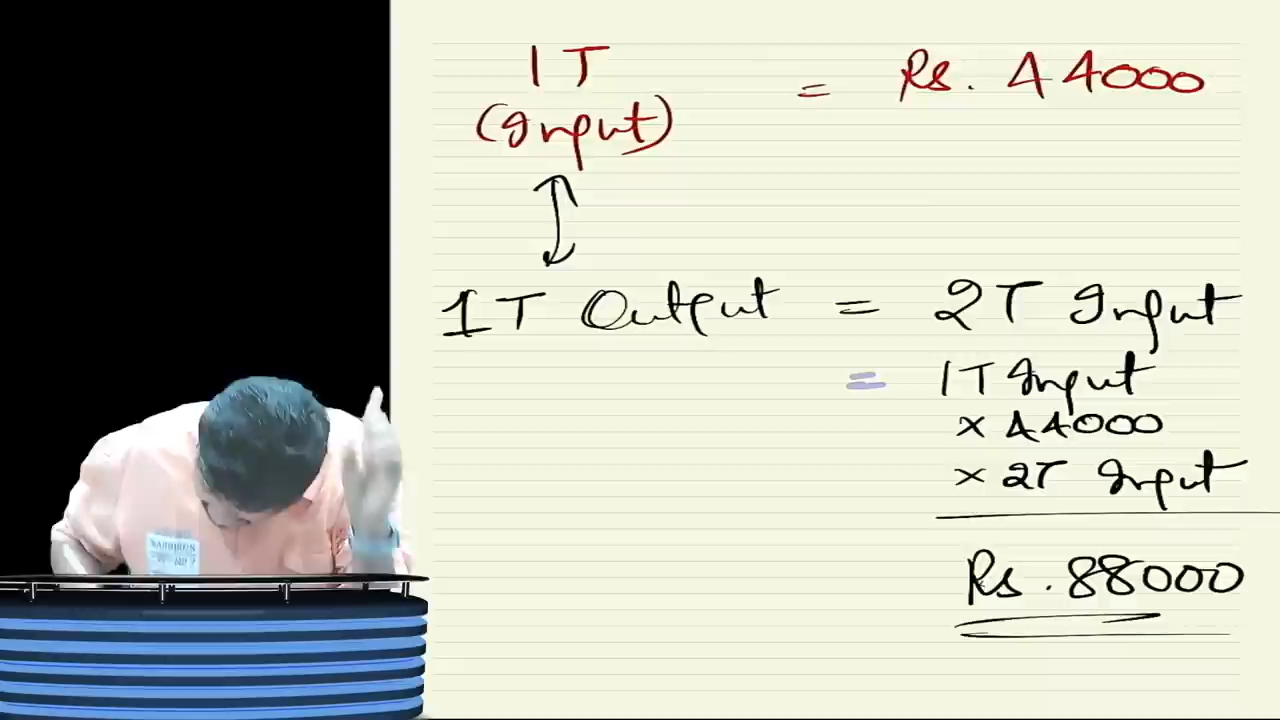 1T = Rs. 44000
(Input)
1T Output = 2T Input
= 1T Input
× 44000
× 2T Input
Rs. 88000